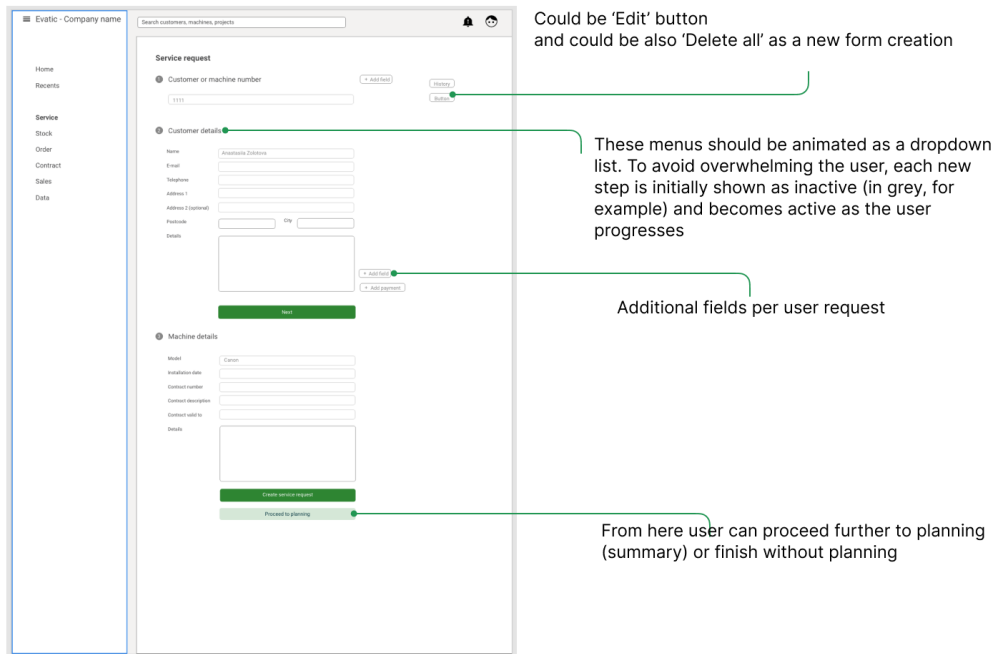 Evatic - Company name
Search customers, machines, projects
Could be ‘Edit’ button
and could be also ‘Delete all’ as a new form creation
Home
Recents
Service
Stock
Order
Contract
Sales
Data
Service request
1 Customer or machine number
+ Add field
History
1111
Button
2 Customer details
Name
Anastasiia Zolotova
E-mail
Telephone
Address 1
Address 2 (optional)
Postcode
City
Details
+ Add field
+ Add payment
Next
These menus should be animated as a dropdown
list. To avoid overwhelming the user, each new
step is initially shown as inactive (in grey, for
example) and becomes active as the user
progresses
Additional fields per user request
3 Machine details
Model
Canon
Installation date
Contract number
Contract description
Contract valid to
Details
Create service request
Proceed to planning
From here user can proceed further to planning
(summary) or finish without planning